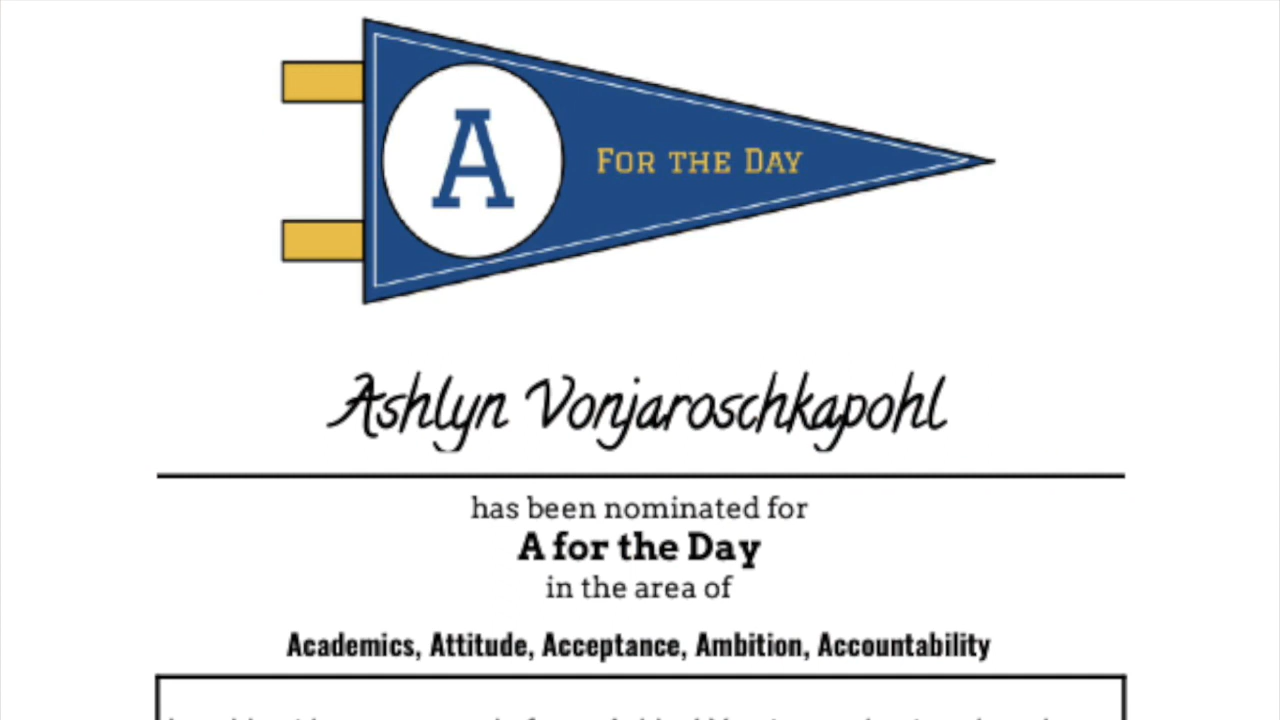 A
For the Day
Ashlyn Vonjaroschkapohl
has been nominated for
A for the Day
in the area of
Academics, Attitude, Acceptance, Ambition, Accountability